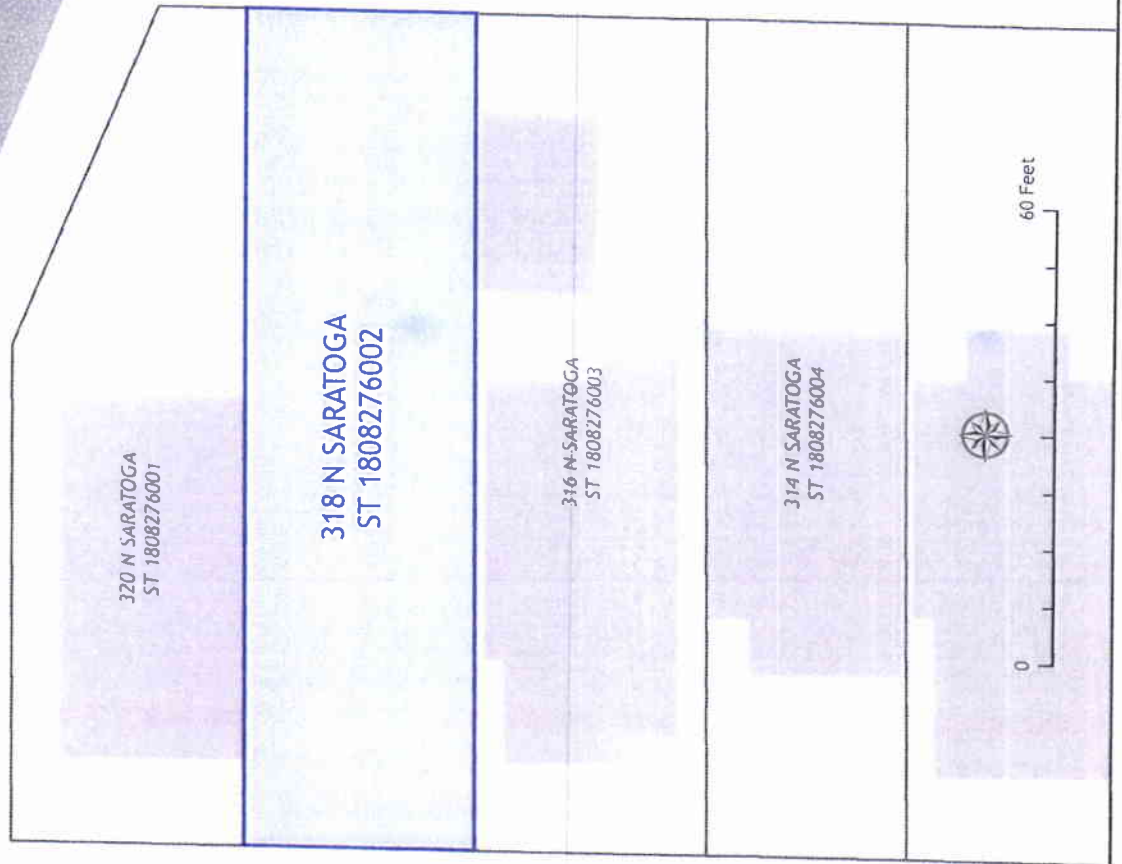 320 N SARATOGA
ST 1808276001
318 N SARATOGA
ST 1808276002
316 N SARATOGA
ST 1808276003
314 N SARATOGA
ST 1808276004
0
60 Feet